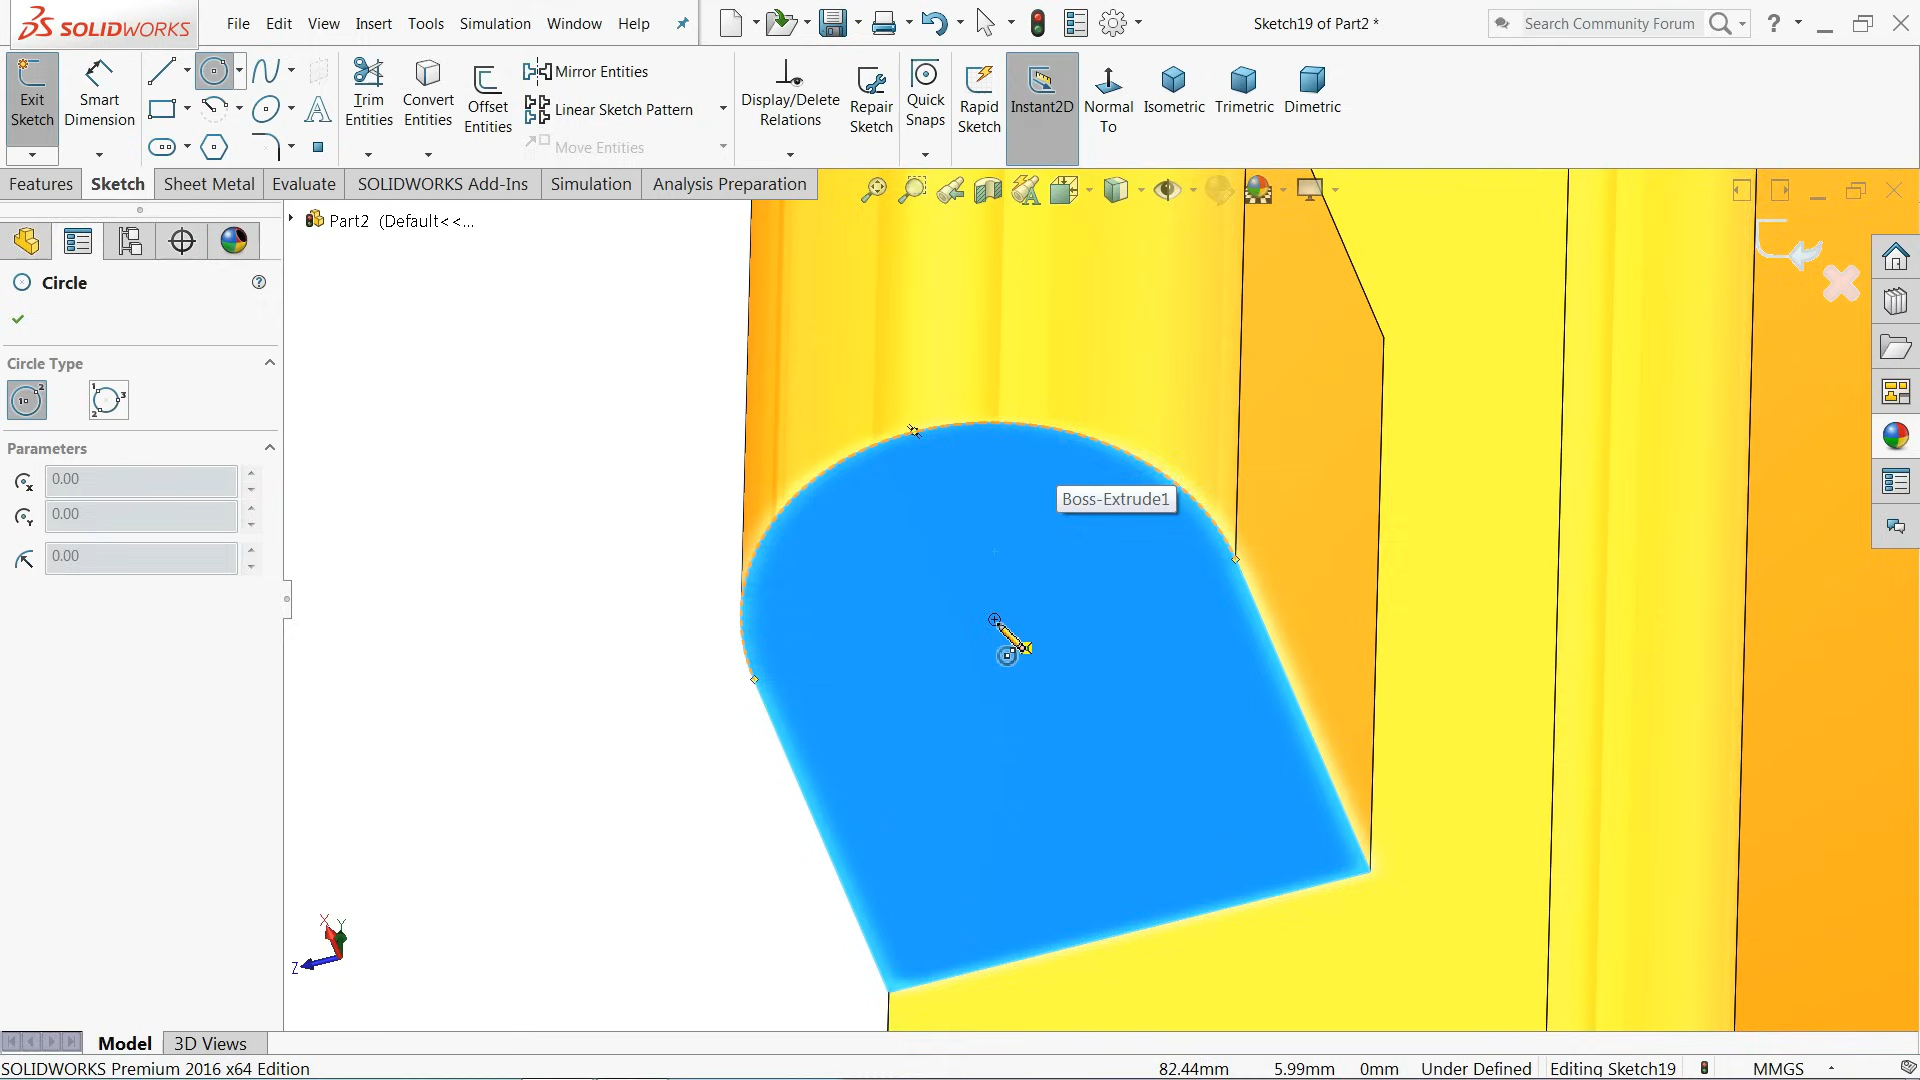 SOLIDWORKS
File Edit View Insert Tools Simulation Window Help
Sketch19 of Part2 *
Search Community Forum
Exit Sketch
Smart Dimension
Trim Entities
Convert Entities
Offset Entities
Mirror Entities
Linear Sketch Pattern
Move Entities
Display/Delete Relations
Repair Sketch
Quick Snaps
Rapid Sketch
Instant2D
Normal To
Isometric
Trimetric
Dimetric
Features Sketch Sheet Metal Evaluate SOLIDWORKS Add-Ins Simulation Analysis Preparation
Part2 (Default<<...
Circle
Circle Type
Parameters
0.00
0.00
0.00
Boss-Extrude1
X Y
Z
Model 3D Views
SOLIDWORKS Premium 2016 x64 Edition
82.44mm 5.99mm 0mm Under Defined Editing Sketch19 MMGS